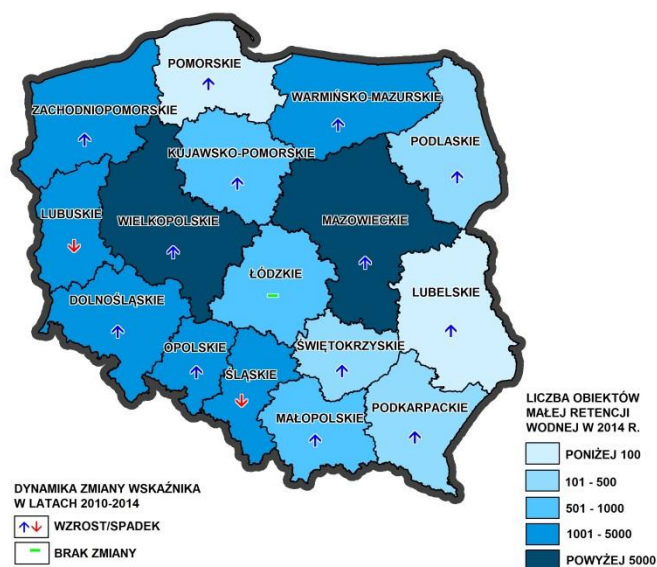 POMORSKIE
ZACHODNIOPOMORSKIE
WARMIŃSKO-MAZURSKIE
PODLASKIE
KUJAWSKO-POMORSKIE
LUBUSKIE
WIELKOPOLSKIE
MAZOWIECKIE
ŁÓDZKIE
LUBELSKIE
DOLNOŚLĄSKIE
OPOLSKIE
ŚLĄSKIE
ŚWIĘTOKRZYSKIE
MAŁOPOLSKIE
PODKARPACKIE
DYNAMIKA ZMIANY WSKAŹNIKA
W LATACH 2010-2014
WZROST/SPADEK
BRAK ZMIANY
LICZBA OBIEKTÓW
MAŁEJ RETENCJI
WODNEJ W 2014 R.
PONIŻEJ 100
101 - 500
501 - 1000
1001 - 5000
POWYŻEJ 5000